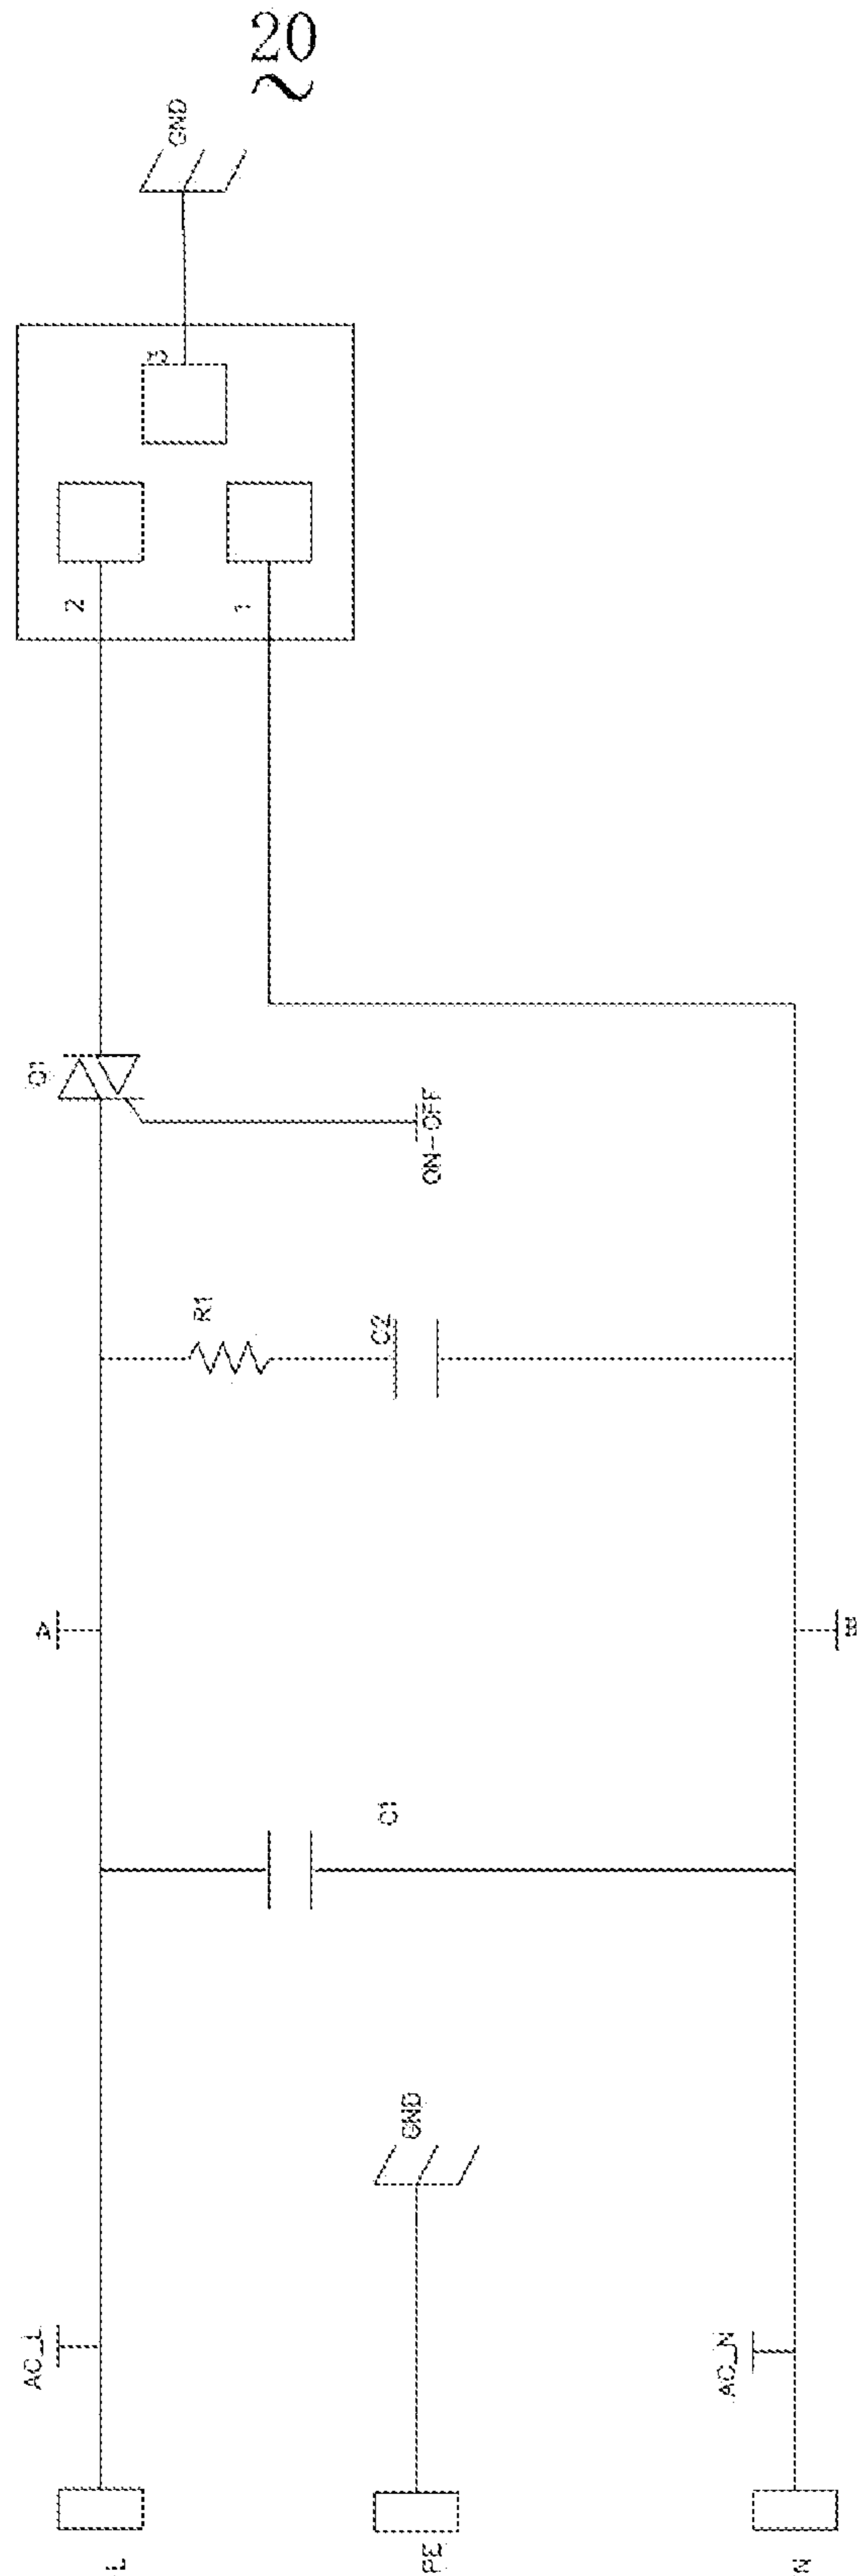 20
GND
3
2
1
Q1
ON-OFF
R1
C2
A
B
C1
GND
AC_L
AC_N
L
PE
N